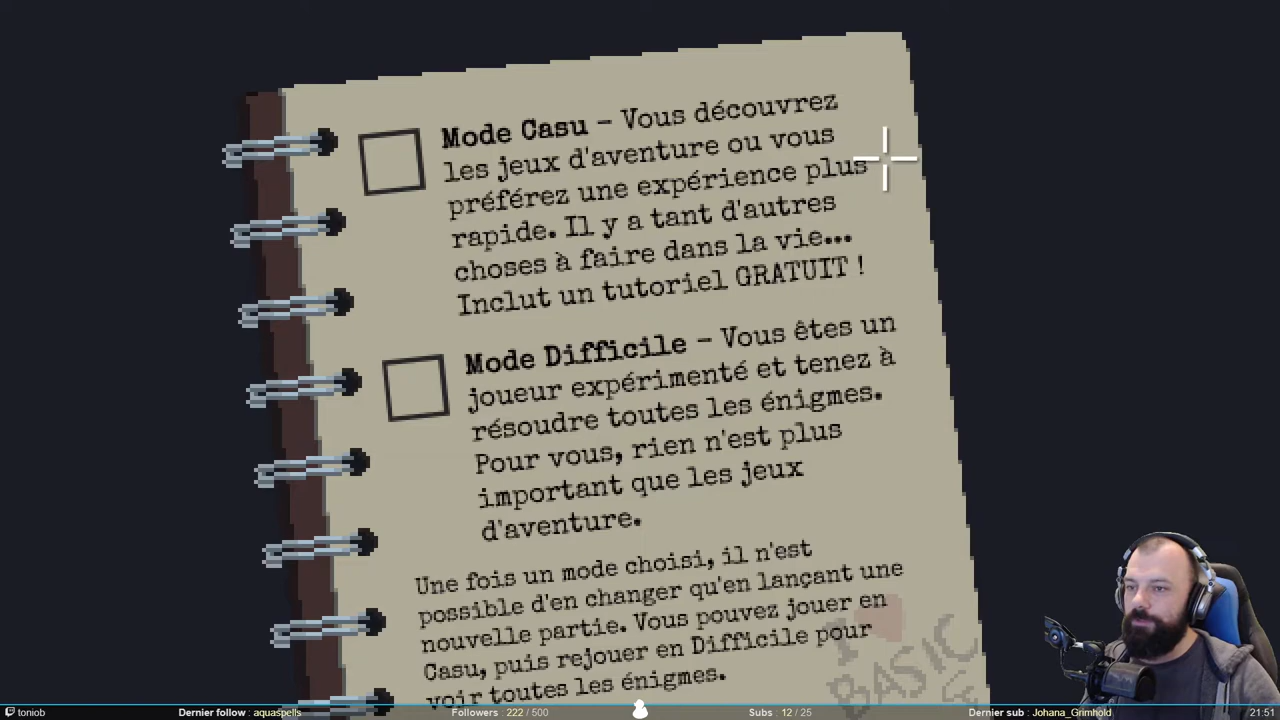 Mode Casu – Vous découvrez
les jeux d'aventure ou vous
préférez une expérience plus
rapide. Il y a tant d'autres
choses à faire dans la vie...
Inclut un tutoriel GRATUIT !
Mode Difficile – Vous êtes un
joueur expérimenté et tenez à
résoudre toutes les énigmes.
Pour vous, rien n'est plus
important que les jeux
d'aventure.
Une fois un mode choisi, il n'est
possible d'en changer qu'en lançant une
nouvelle partie. Vous pouvez jouer en
Casu, puis rejouer en Difficile pour
voir toutes les énigmes.
I
BASIC
toniob Dernier follow : aquaspells Followers : 222 / 500 Subs : 12 / 25 Dernier sub : Johana_Grimhold 21:51